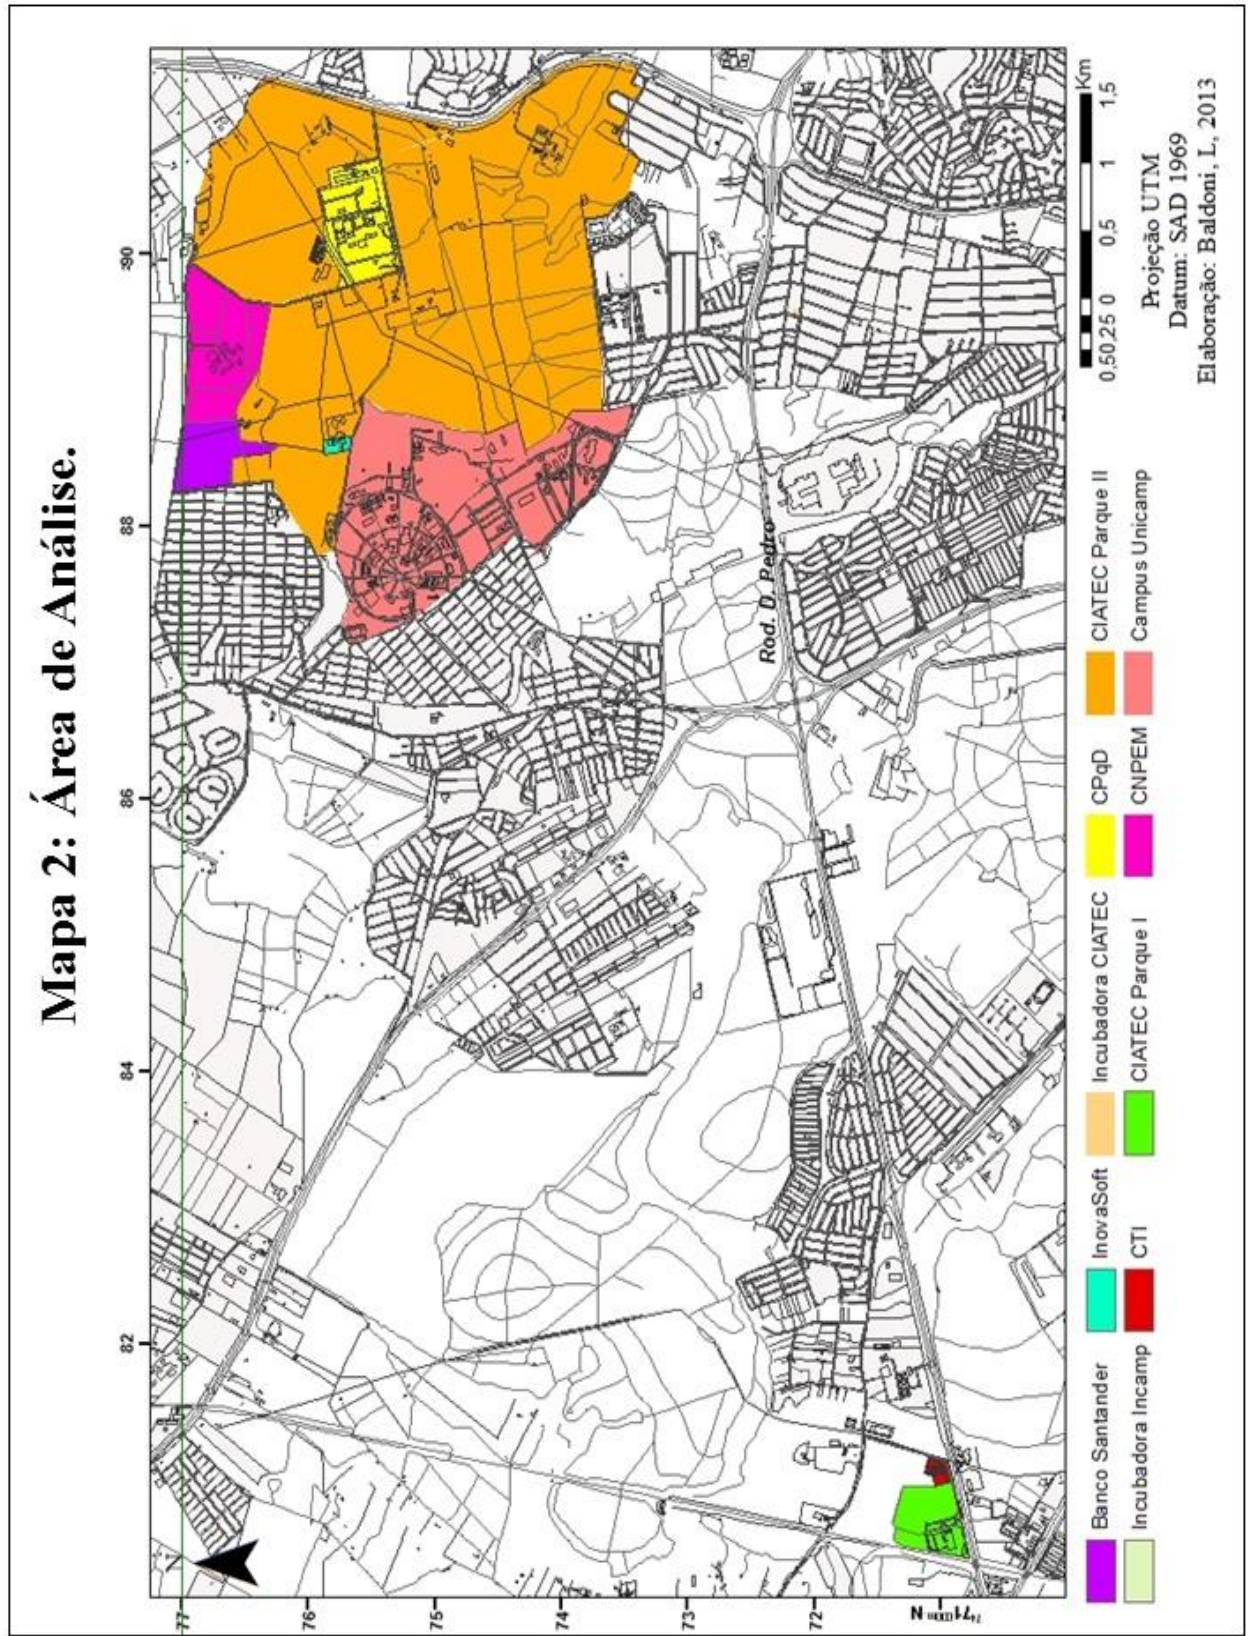 Mapa 2: Área de Análise.
82
84
86
88
90
77
76
75
74
73
72
71 N
Rod. D. Pedro
Banco Santander
InovaSoft
Incubadora CIATEC
CPqD
CIATEC Parque II
Incubadora Incamp
CTI
CIATEC Parque I
CNPEM
Campus Unicamp
0,5 0,25 0 0,5 1 1,5 Km
Projeção UTM
Datum: SAD 1969
Elaboração: Baldoni, L, 2013